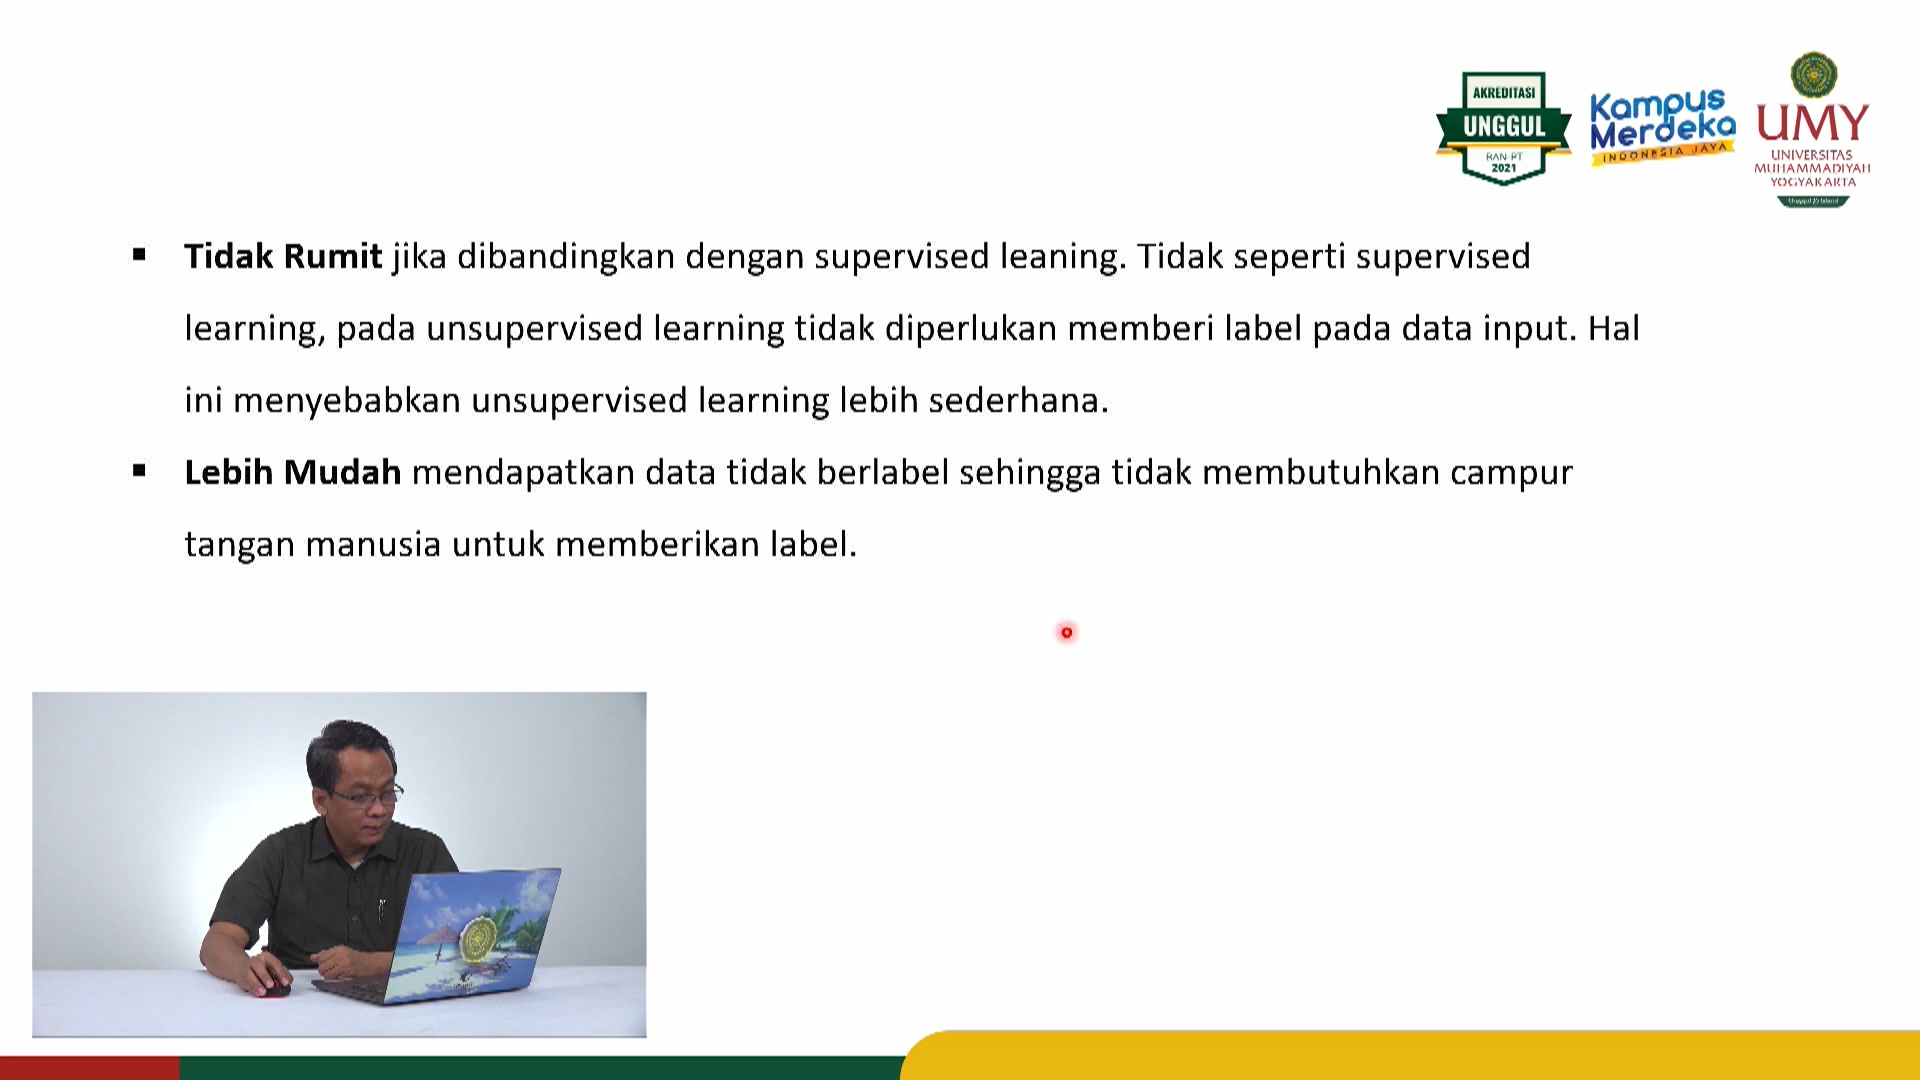 AKREDITASI
UNGGUL
BAN-PT
2021
Kampus
Merdeka
INDONESIA JAYA
UMY
UNIVERSITAS
MUHAMMADIYAH
YOGYAKARTA
Unggul & Islami
▪ Tidak Rumit jika dibandingkan dengan supervised leaning. Tidak seperti supervised
learning, pada unsupervised learning tidak diperlukan memberi label pada data input. Hal
ini menyebabkan unsupervised learning lebih sederhana.
▪ Lebih Mudah mendapatkan data tidak berlabel sehingga tidak membutuhkan campur
tangan manusia untuk memberikan label.